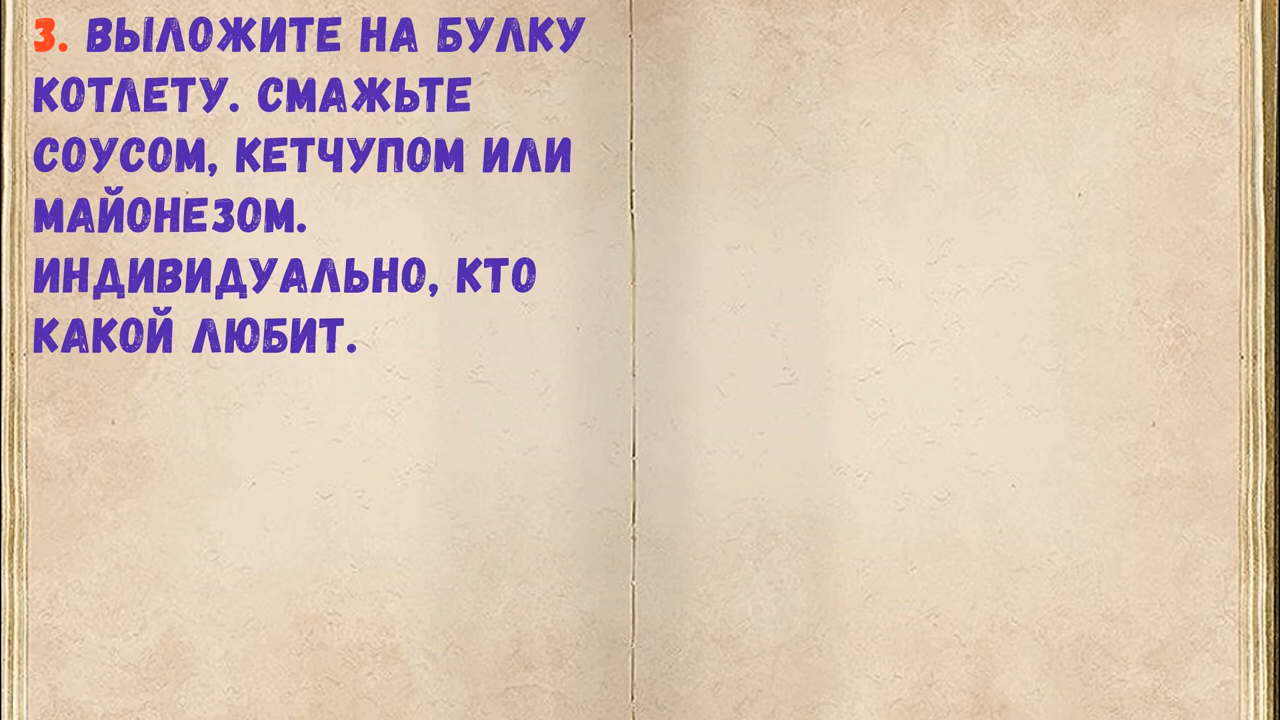 3. ВЫЛОЖИТЕ НА БУЛКУ
КОТЛЕТУ. СМАЖЬТЕ
СОУСОМ, КЕТЧУПОМ ИЛИ
МАЙОНЕЗОМ.
ИНДИВИДУАЛЬНО, КТО
КАКОЙ ЛЮБИТ.